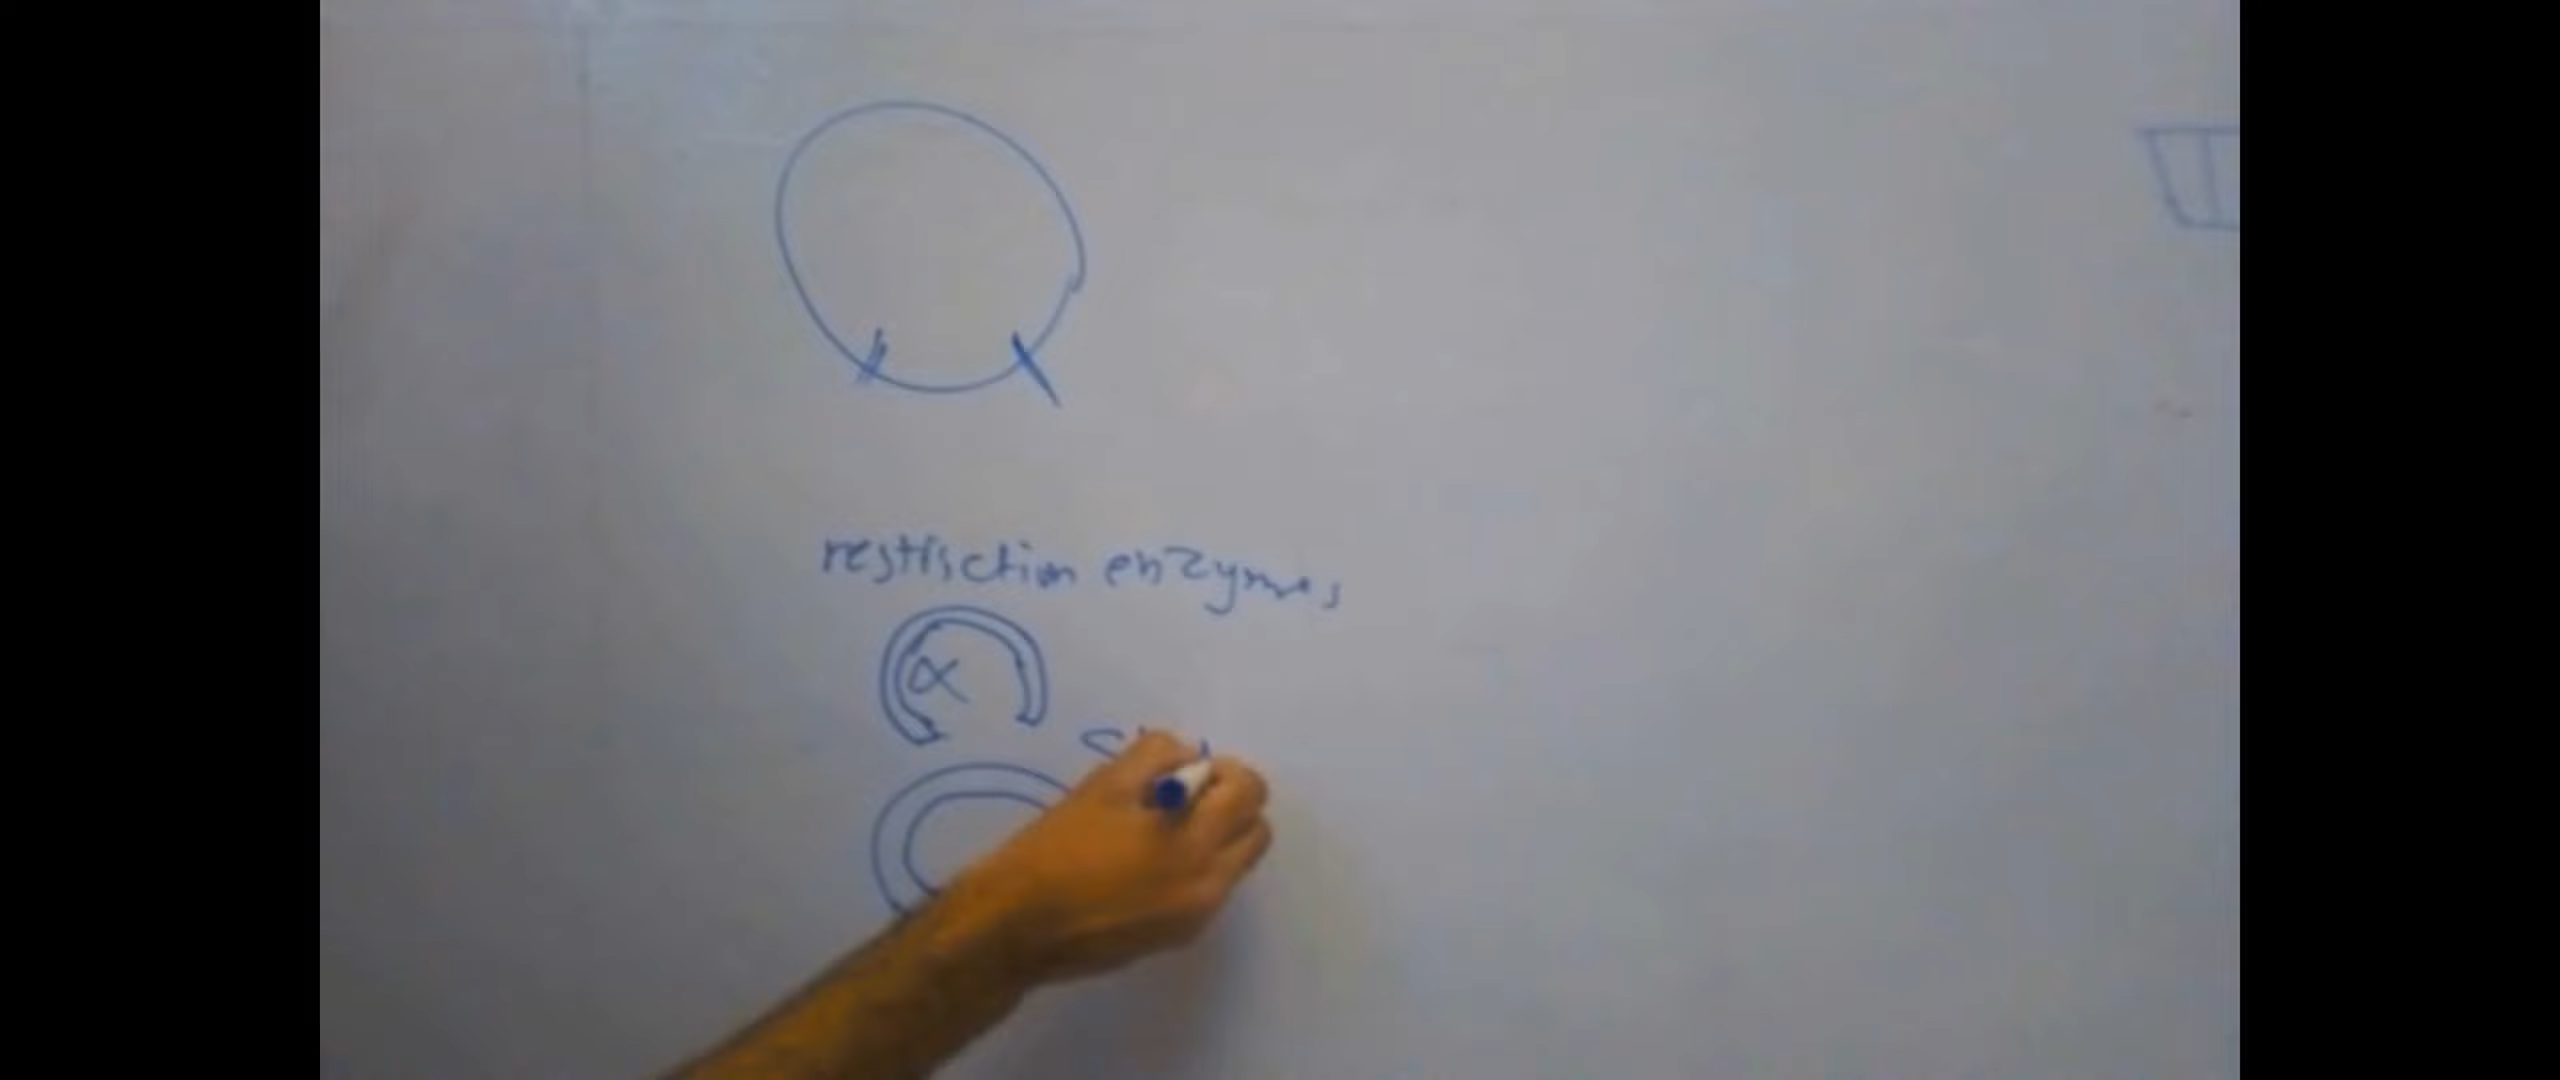 restriction enzymes
α